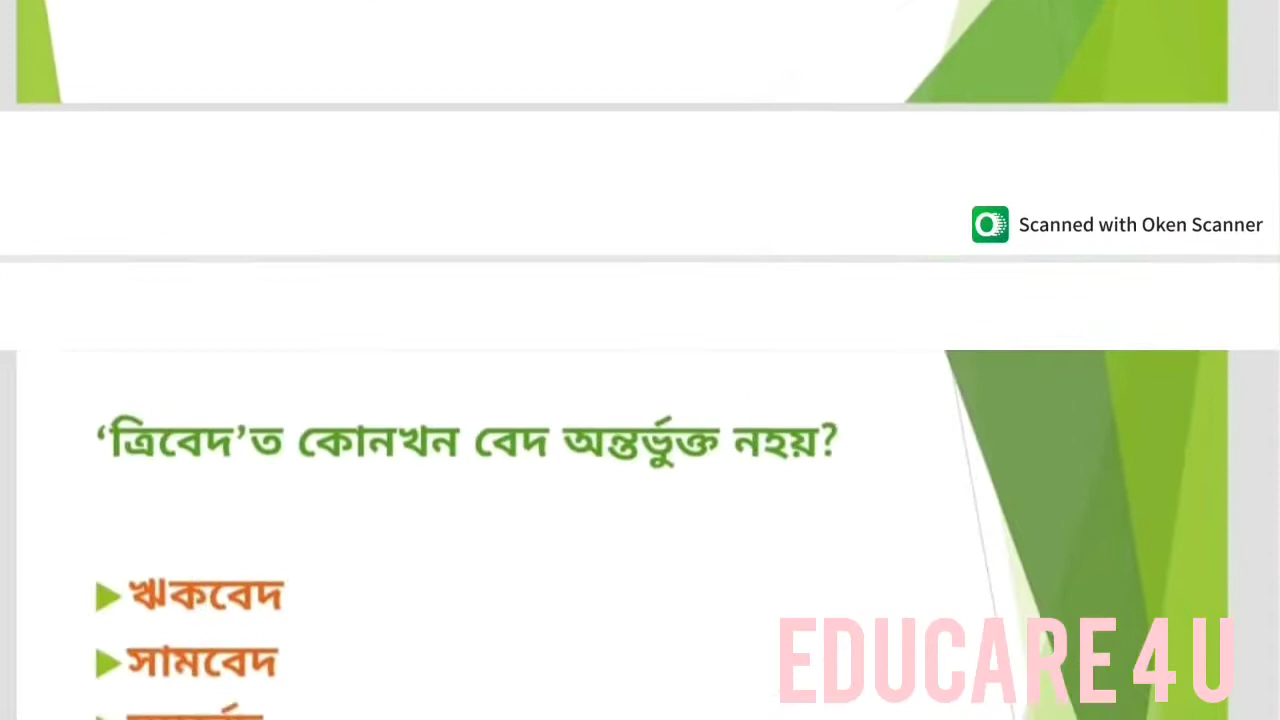 Scanned with Oken Scanner
‘ত্রিবেদ’ত কোনখন বেদ অন্তৰ্ভুক্ত নহয়?
ঋকবেদ
সামবেদ
EDUCARE 4 U